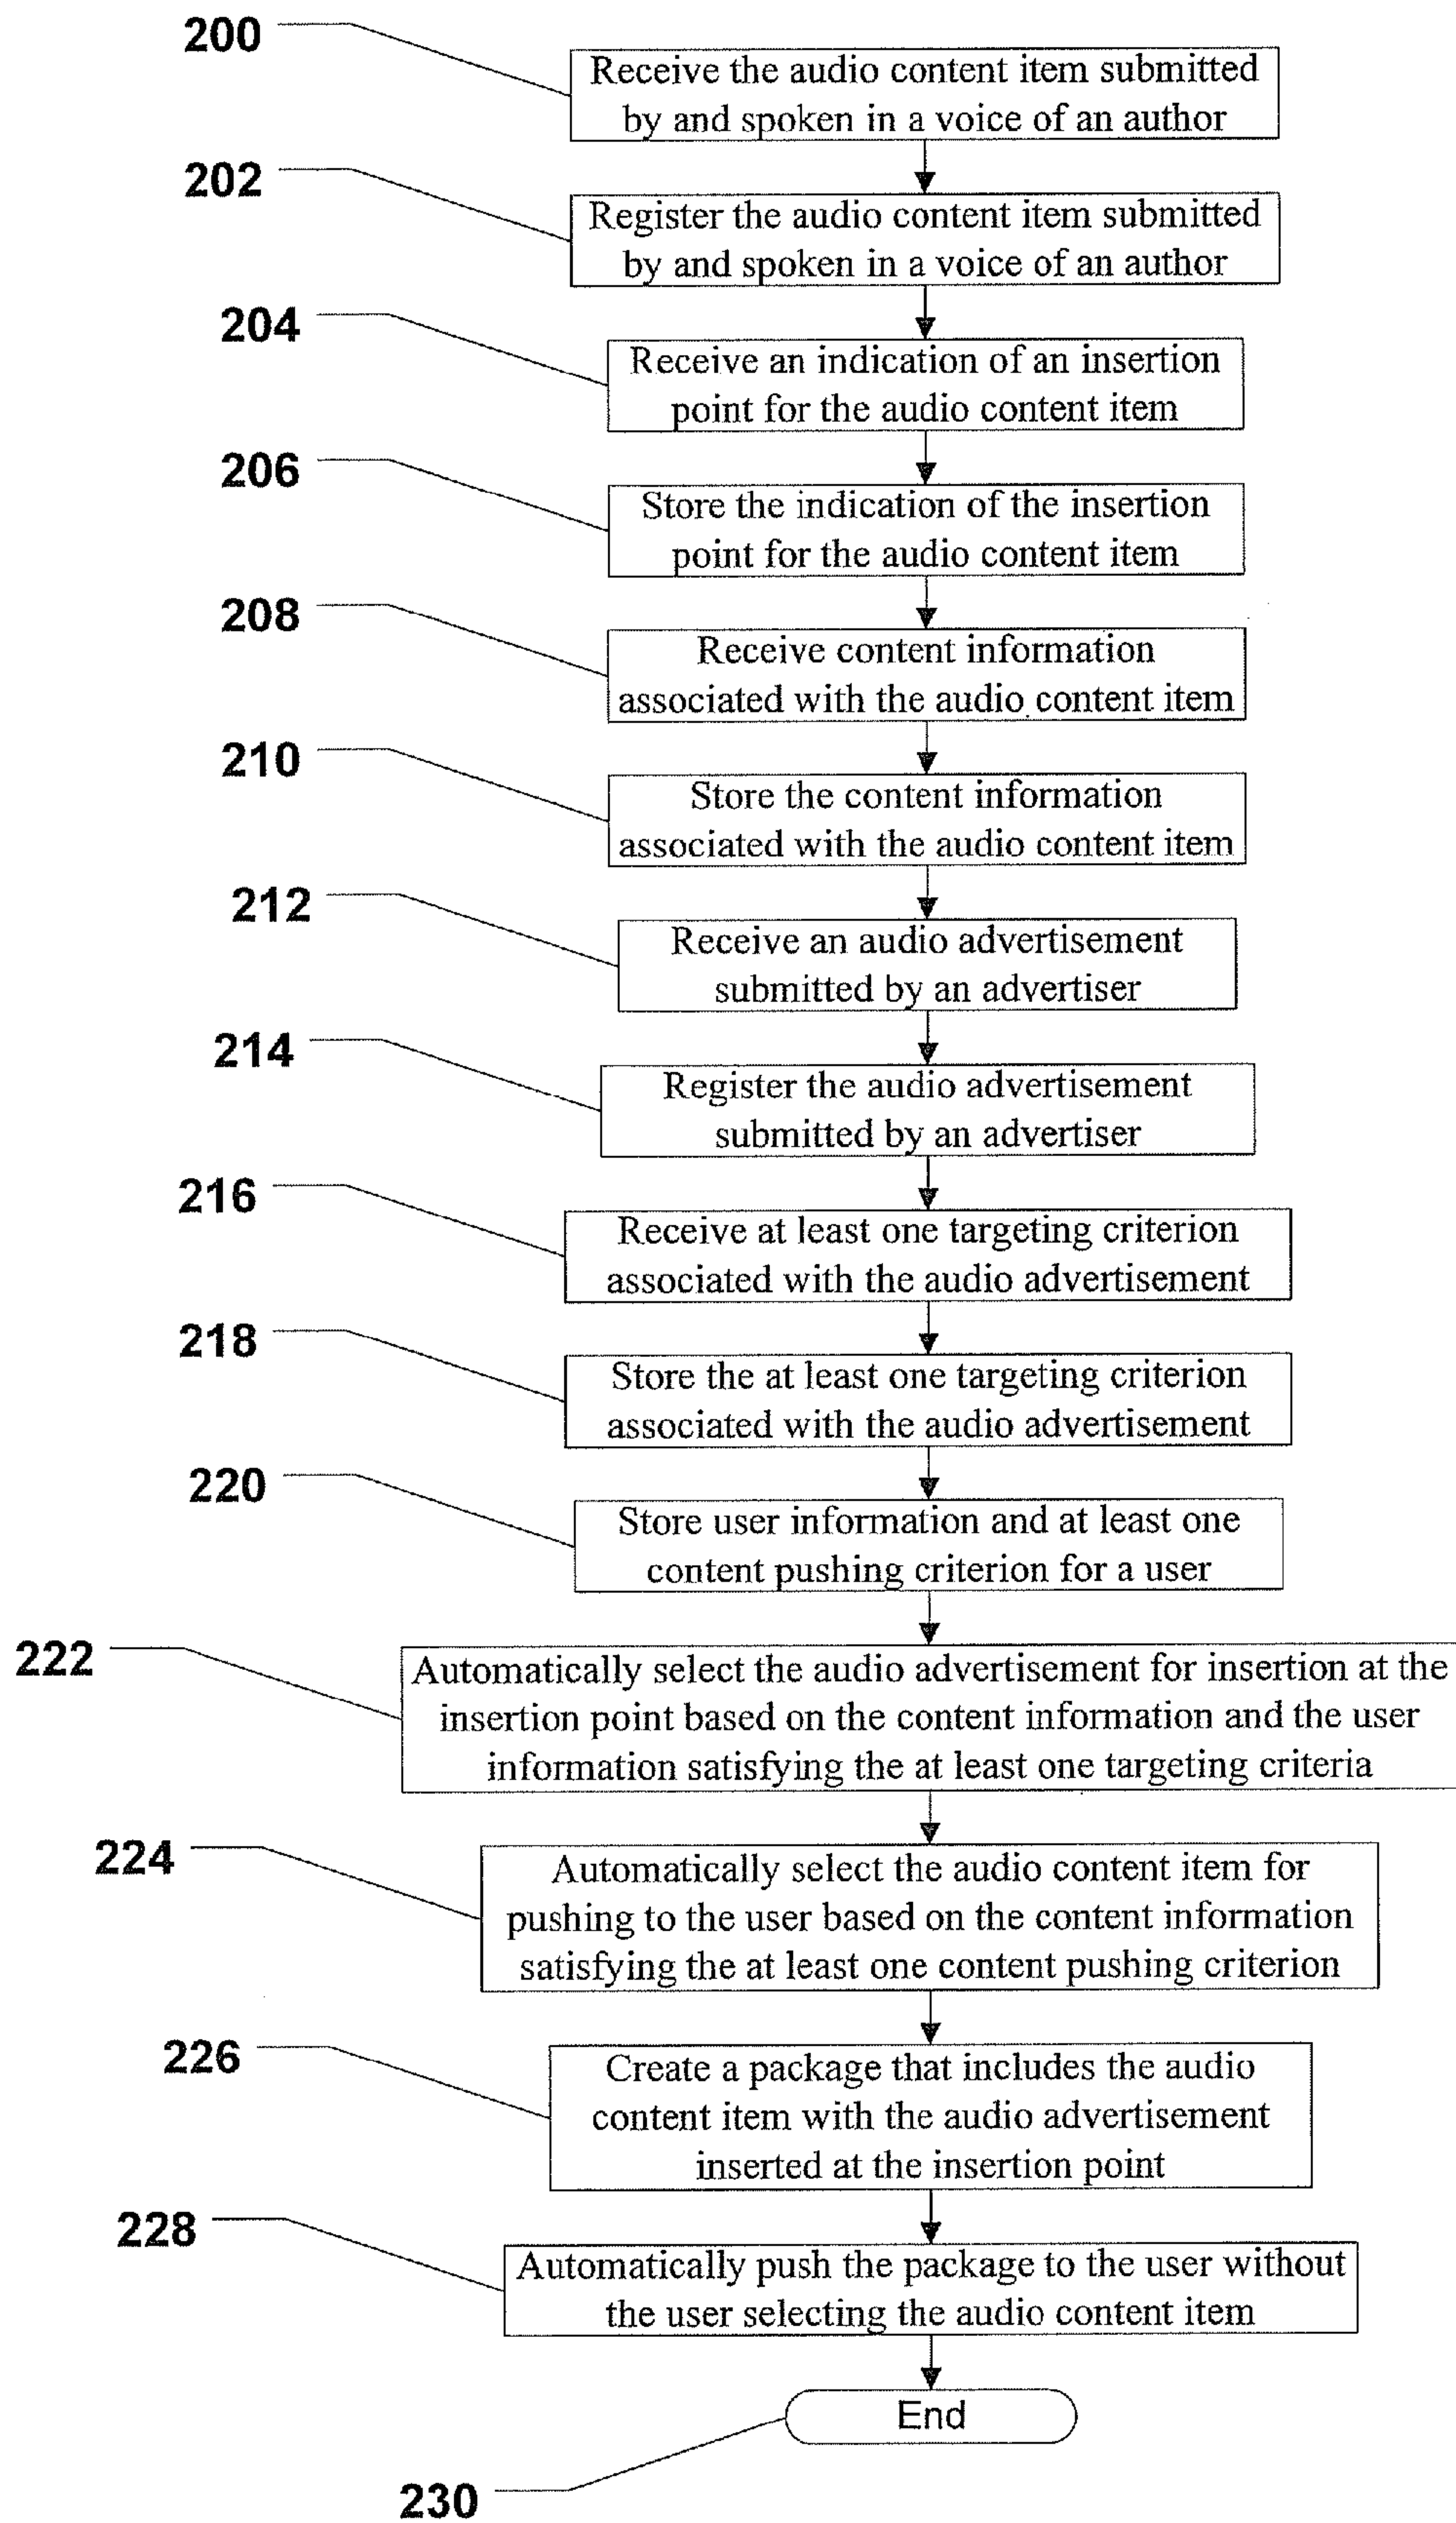 200
Receive the audio content item submitted
by and spoken in a voice of an author
202
Register the audio content item submitted
by and spoken in a voice of an author
204
Receive an indication of an insertion
point for the audio content item
206
Store the indication of the insertion
point for the audio content item
208
Receive content information
associated with the audio content item
210
Store the content information
associated with the audio content item
212
Receive an audio advertisement
submitted by an advertiser
214
Register the audio advertisement
submitted by an advertiser
216
Receive at least one targeting criterion
associated with the audio advertisement
218
Store the at least one targeting criterion
associated with the audio advertisement
220
Store user information and at least one
content pushing criterion for a user
222
Automatically select the audio advertisement for insertion at the
insertion point based on the content information and the user
information satisfying the at least one targeting criteria
224
Automatically select the audio content item for
pushing to the user based on the content information
satisfying the at least one content pushing criterion
226
Create a package that includes the audio
content item with the audio advertisement
inserted at the insertion point
228
Automatically push the package to the user without
the user selecting the audio content item
End
230